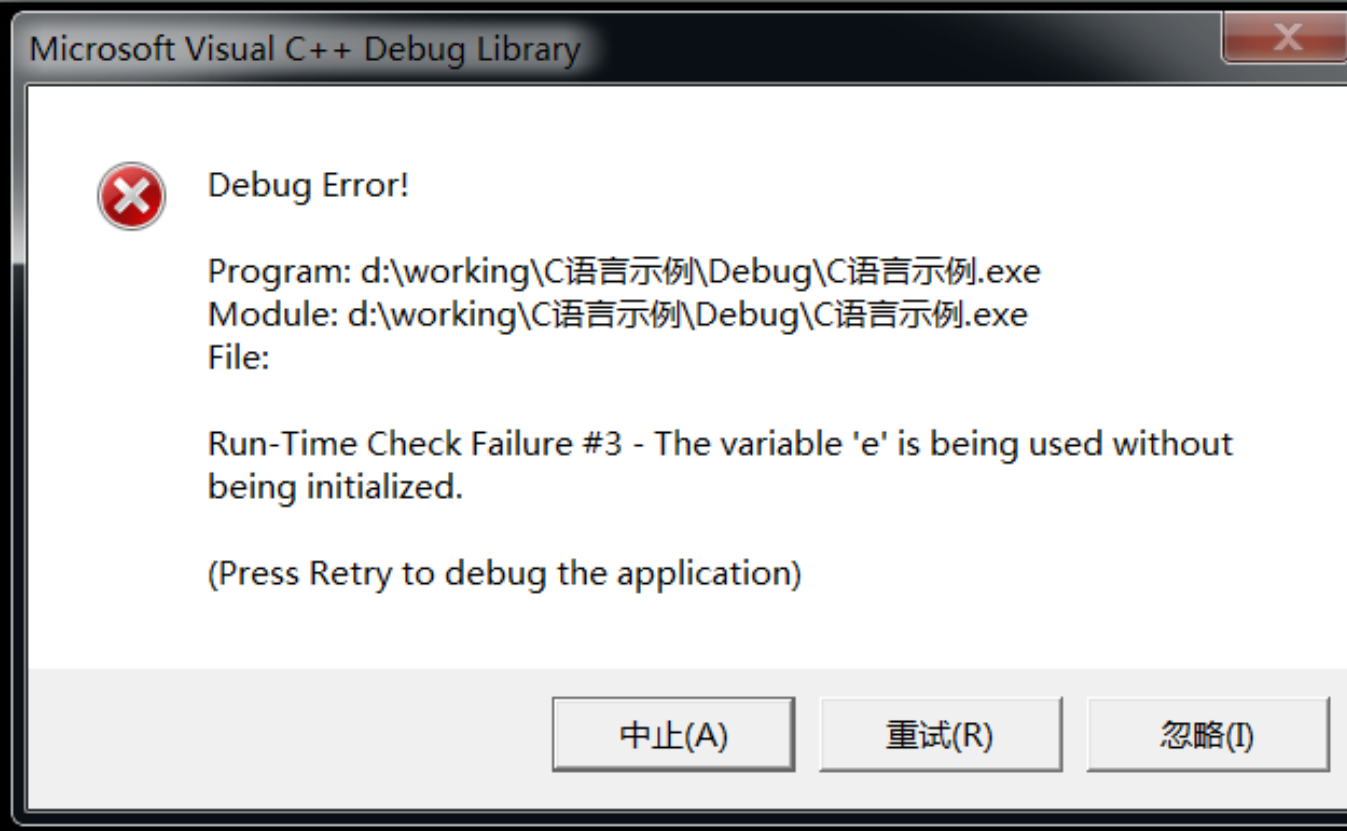 Microsoft Visual C++ Debug Library
Debug Error!
Program: d:\working\C语言示例\Debug\C语言示例.exe
Module: d:\working\C语言示例\Debug\C语言示例.exe
File:
Run-Time Check Failure #3 - The variable 'e' is being used without
being initialized.
(Press Retry to debug the application)
中止(A) 重试(R) 忽略(I)